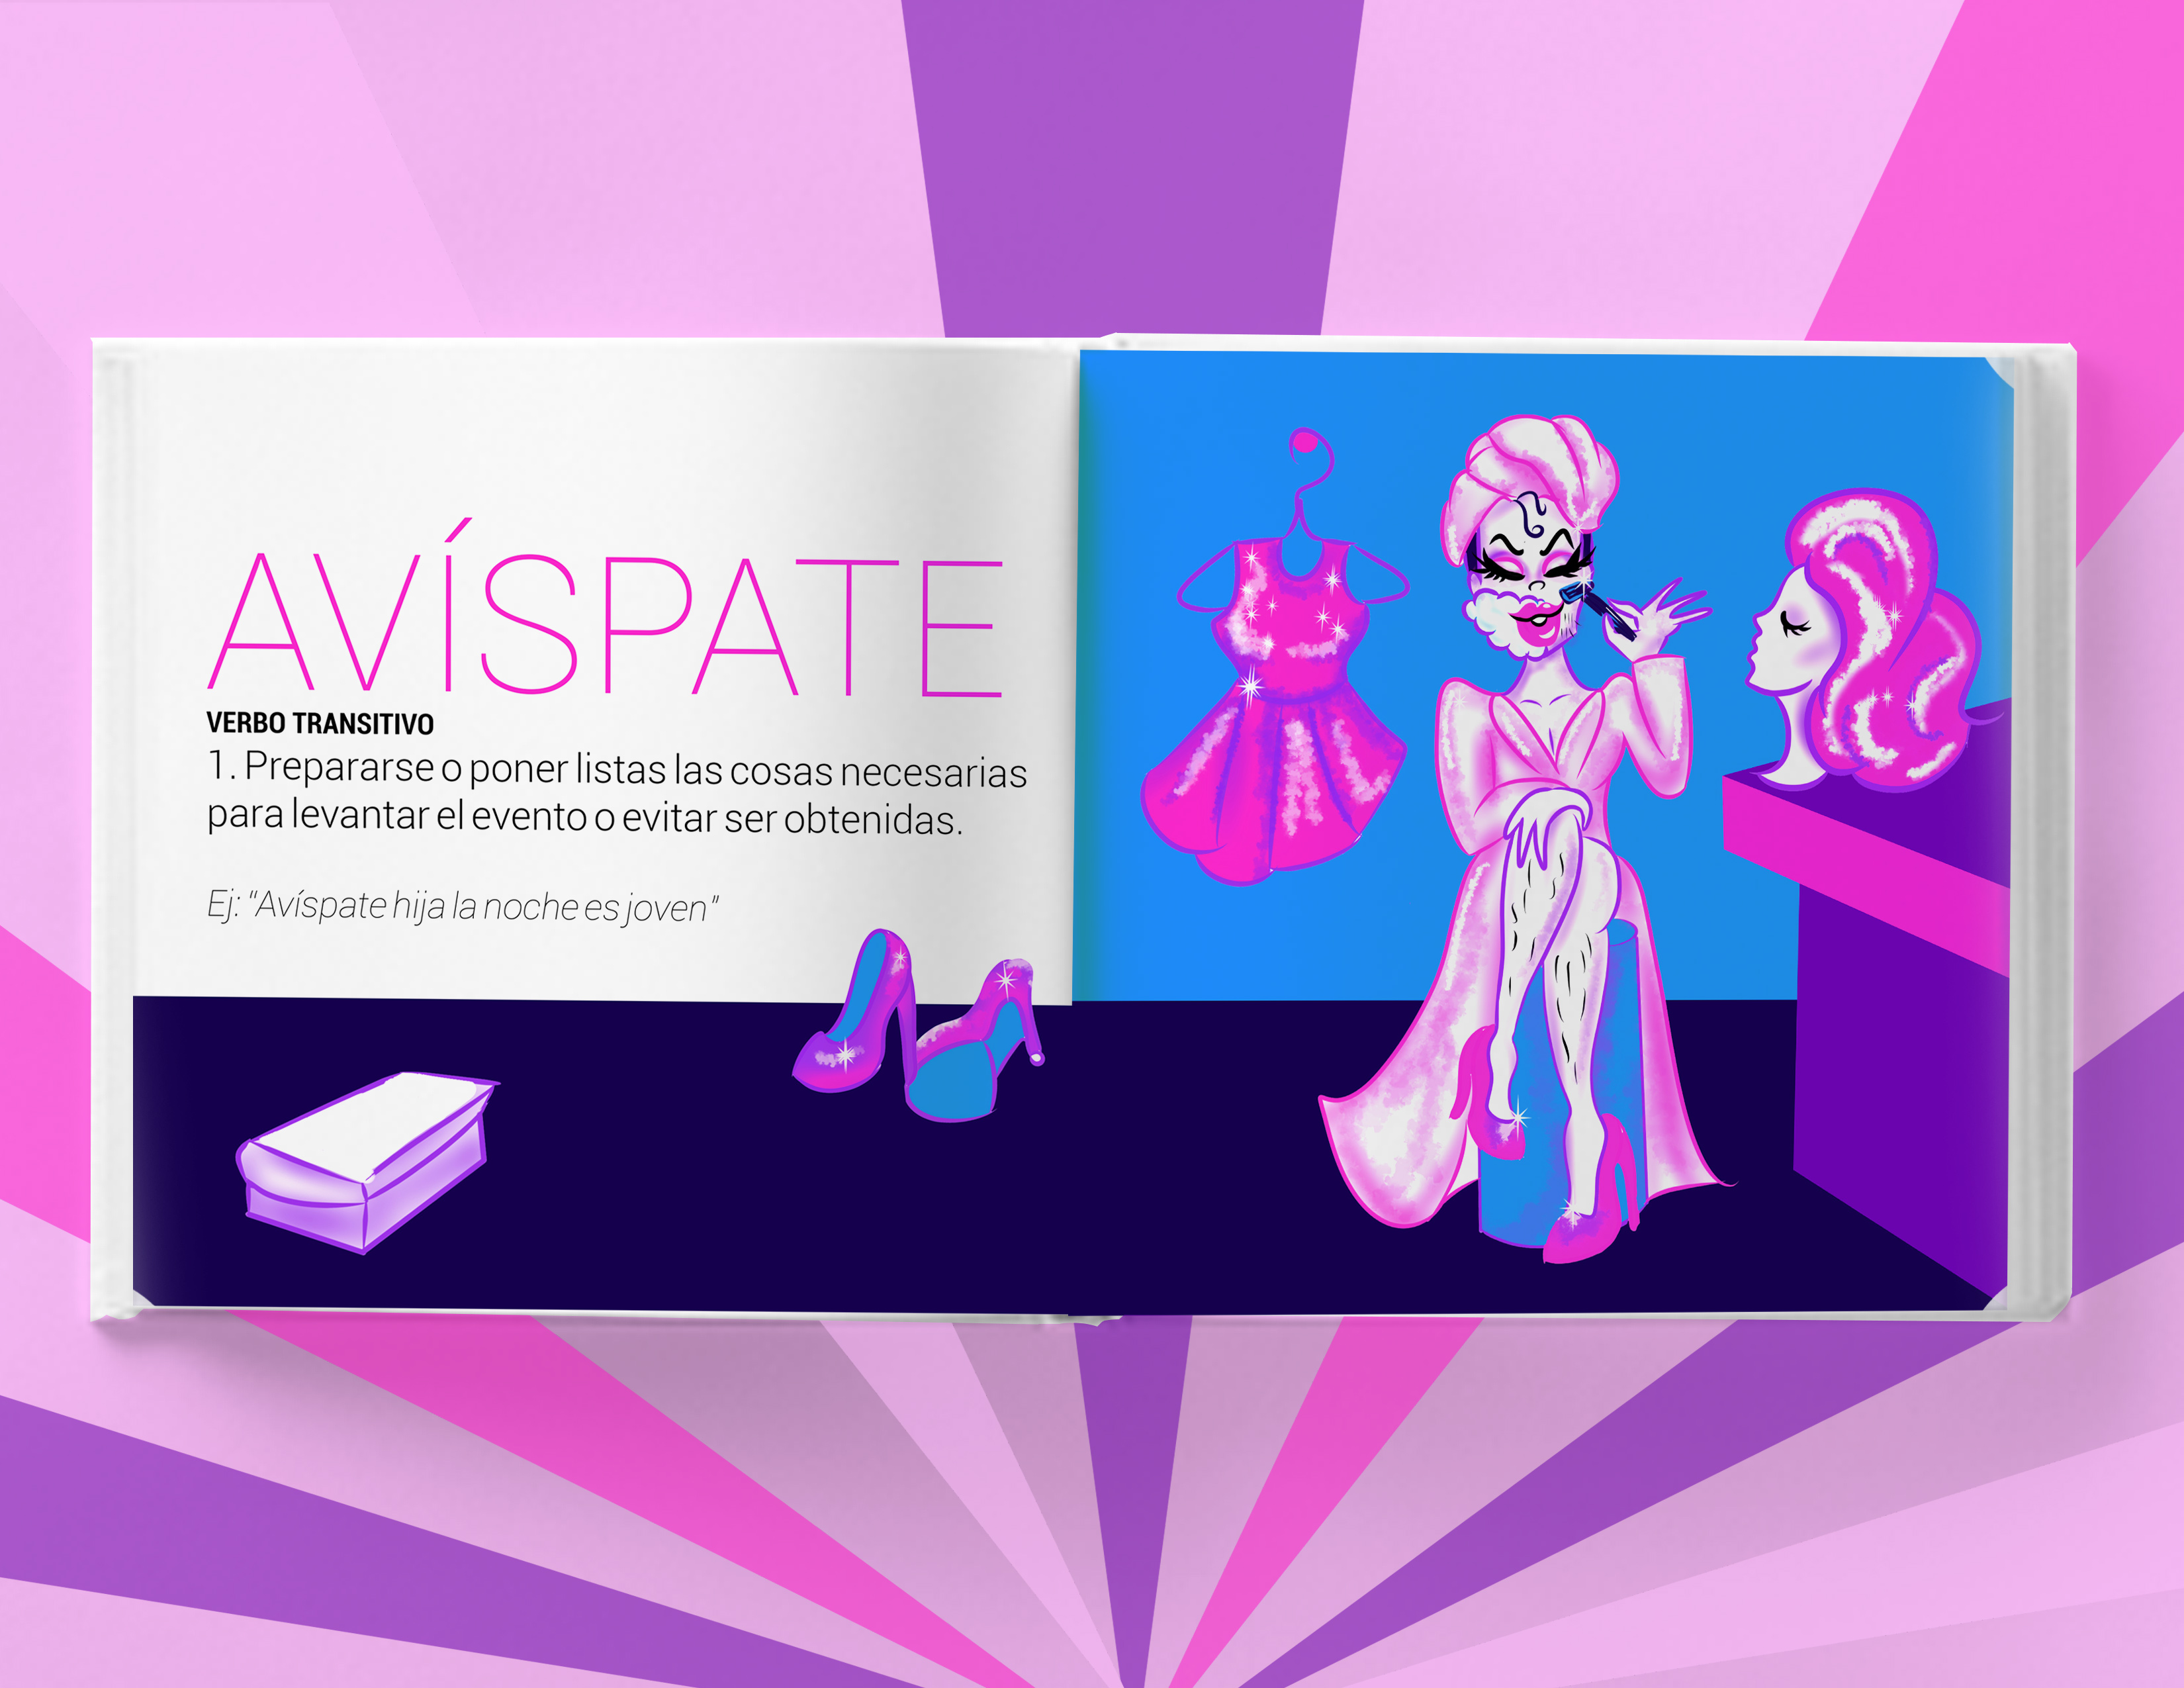 AVÍSPATE
VERBO TRANSITIVO
1. Prepararse o poner listas las cosas necesarias
para levantar el evento o evitar ser obtenidas.
Ej: "Avíspate hija la noche es joven"